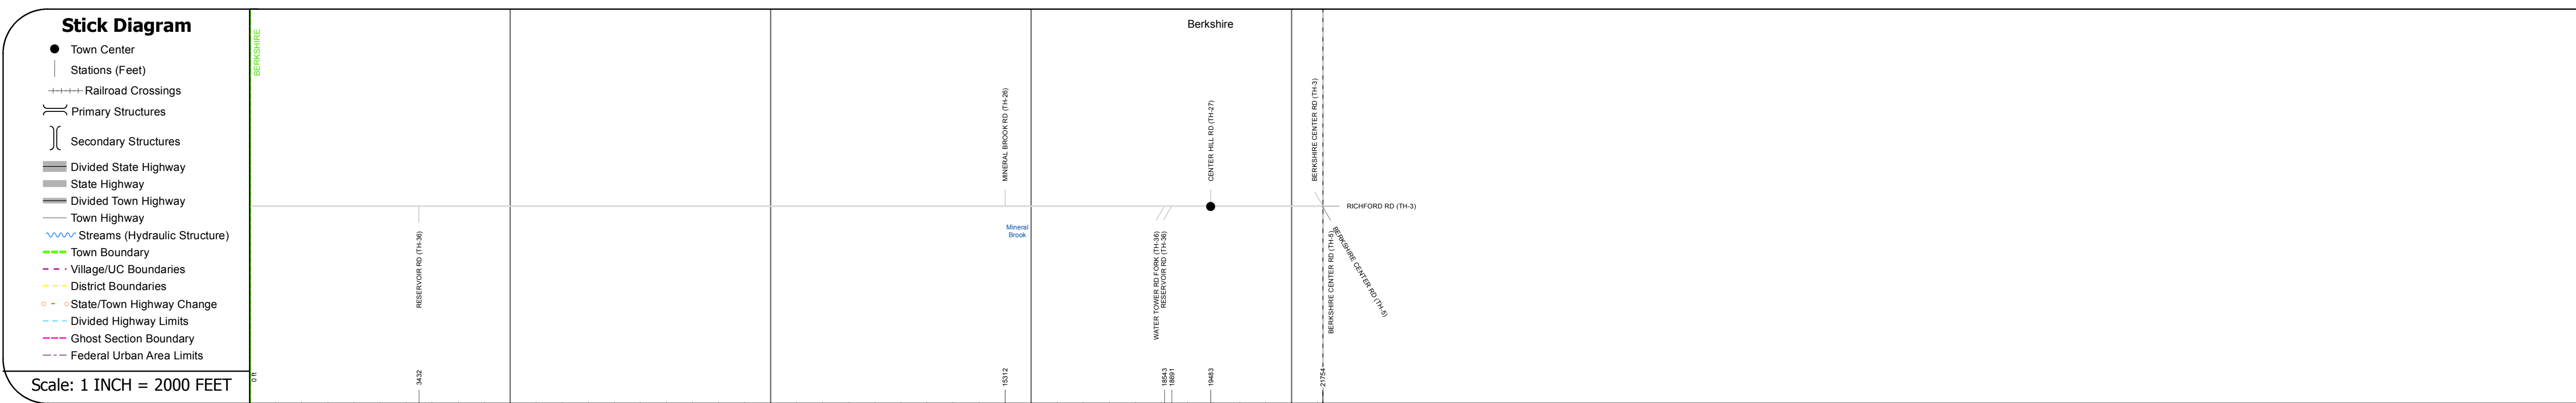 Stick Diagram
Town Center
Stations (Feet)
Railroad Crossings
Primary Structures
Secondary Structures
Divided State Highway
State Highway
Divided Town Highway
Town Highway
Streams (Hydraulic Structure)
Town Boundary
Village/UC Boundaries
District Boundaries
State/Town Highway Change
Divided Highway Limits
Ghost Section Boundary
Federal Urban Area Limits
Scale: 1 INCH = 2000 FEET
BERKSHIRE
0 ft
RESERVOIR RD (TH-36)
3432
MINERAL BROOK RD (TH-26)
Mineral
Brook
15312
WATER TOWER RD FORK (TH-36)
RESERVOIR RD (TH-36)
18543
18691
Berkshire
CENTER HILL RD (TH-27)
19483
BERKSHIRE CENTER RD (TH-3)
RICHFORD RD (TH-3)
BERKSHIRE CENTER RD (TH-5)
BERKSHIRE CENTER RD (TH-5)
21754